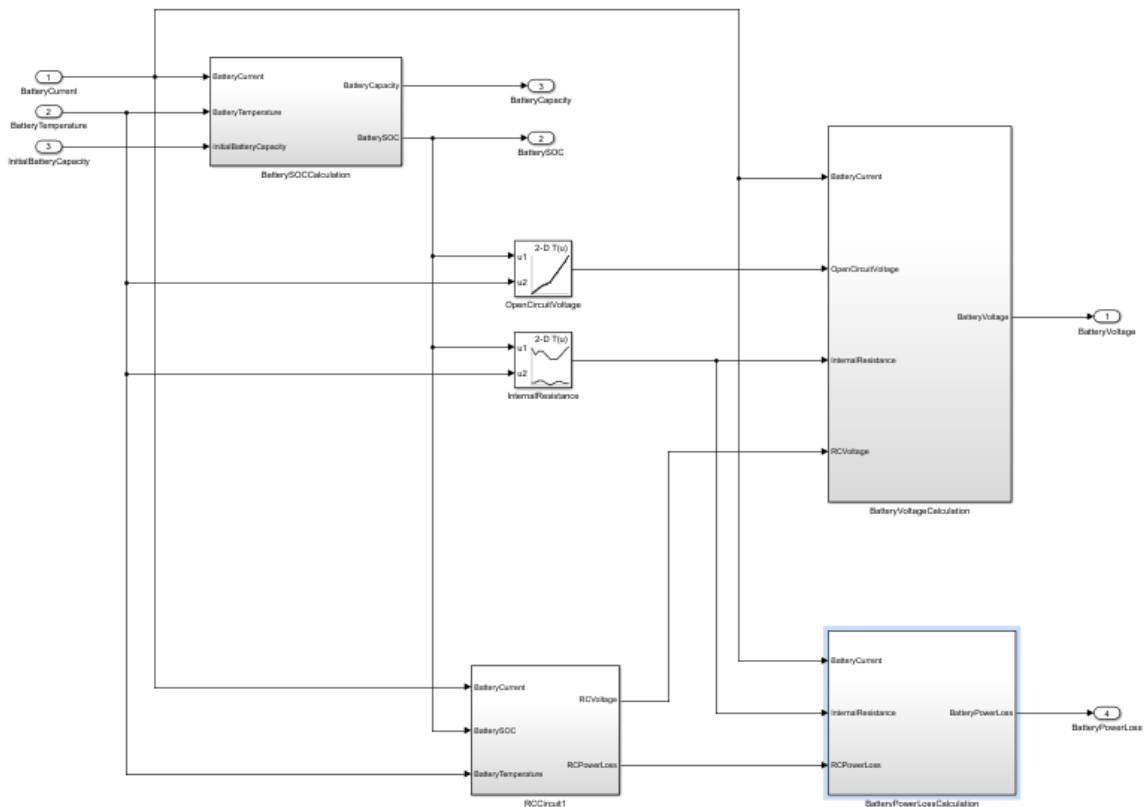 1
BatteryCurrent
2
BatteryTemperature
3
InitialBatteryCapacity
BatteryCurrent
BatteryTemperature
InitialBatteryCapacity
BatteryCapacity
BatterySOC
BatterySOCCalculation
3
BatteryCapacity
2
BatterySOC
2-D T(u)
u1
u2
OpenCircuitVoltage
2-D T(u)
u1
u2
InternalResistance
BatteryCurrent
OpenCircuitVoltage
InternalResistance
RCVoltage
BatteryVoltage
BatteryVoltageCalculation
1
BatteryVoltage
BatteryCurrent
BatterySOC
BatteryTemperature
RCVoltage
RCPowerLoss
RCCircuit1
BatteryCurrent
InternalResistance
RCPowerLoss
BatteryPowerLoss
BatteryPowerLossCalculation
4
BatteryPowerLoss